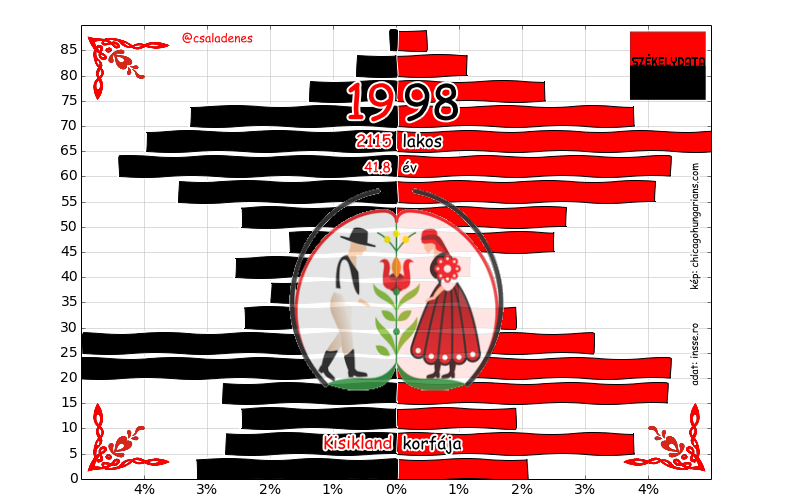 @csaladenes
SZÉKELYDATA
1998
2115 lakos
41.8 év
kép: chicagohungarians.com
adat: insse.ro
Kisikland korfája
85
80
75
70
65
60
55
50
45
40
35
30
25
20
15
10
5
0
4% 3% 2% 1% 0% 1% 2% 3% 4%